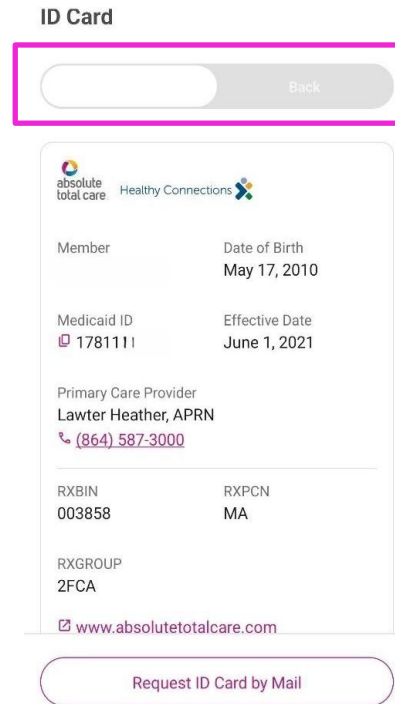 ID Card
Back
absolute
total care
Healthy Connections
Member Date of Birth
May 17, 2010
Medicaid ID Effective Date
1781111 June 1, 2021
Primary Care Provider
Lawter Heather, APRN
(864) 587-3000
RXBIN RXPCN
003858 MA
RXGROUP
2FCA
www.absolutetotalcare.com
Request ID Card by Mail